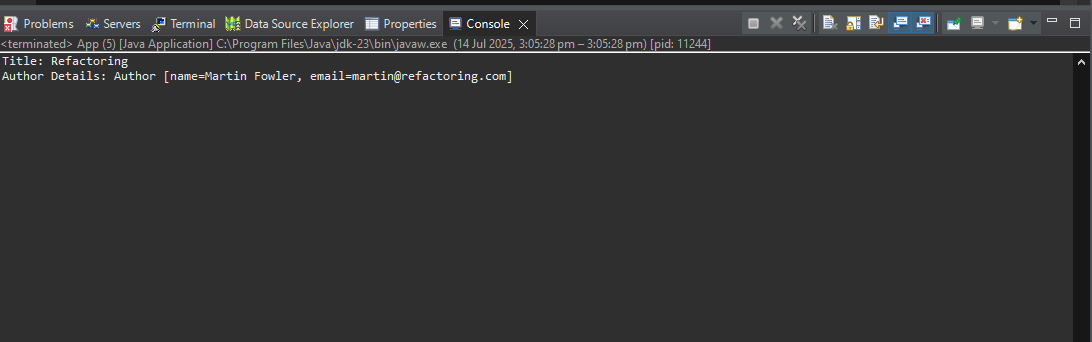 Problems Servers Terminal Data Source Explorer Properties Console
<terminated> App (5) [Java Application] C:\Program Files\Java\jdk-23\bin\javaw.exe (14 Jul 2025, 3:05:28 pm – 3:05:28 pm) [pid: 11244]
Title: Refactoring
Author Details: Author [name=Martin Fowler, email=martin@refactoring.com]